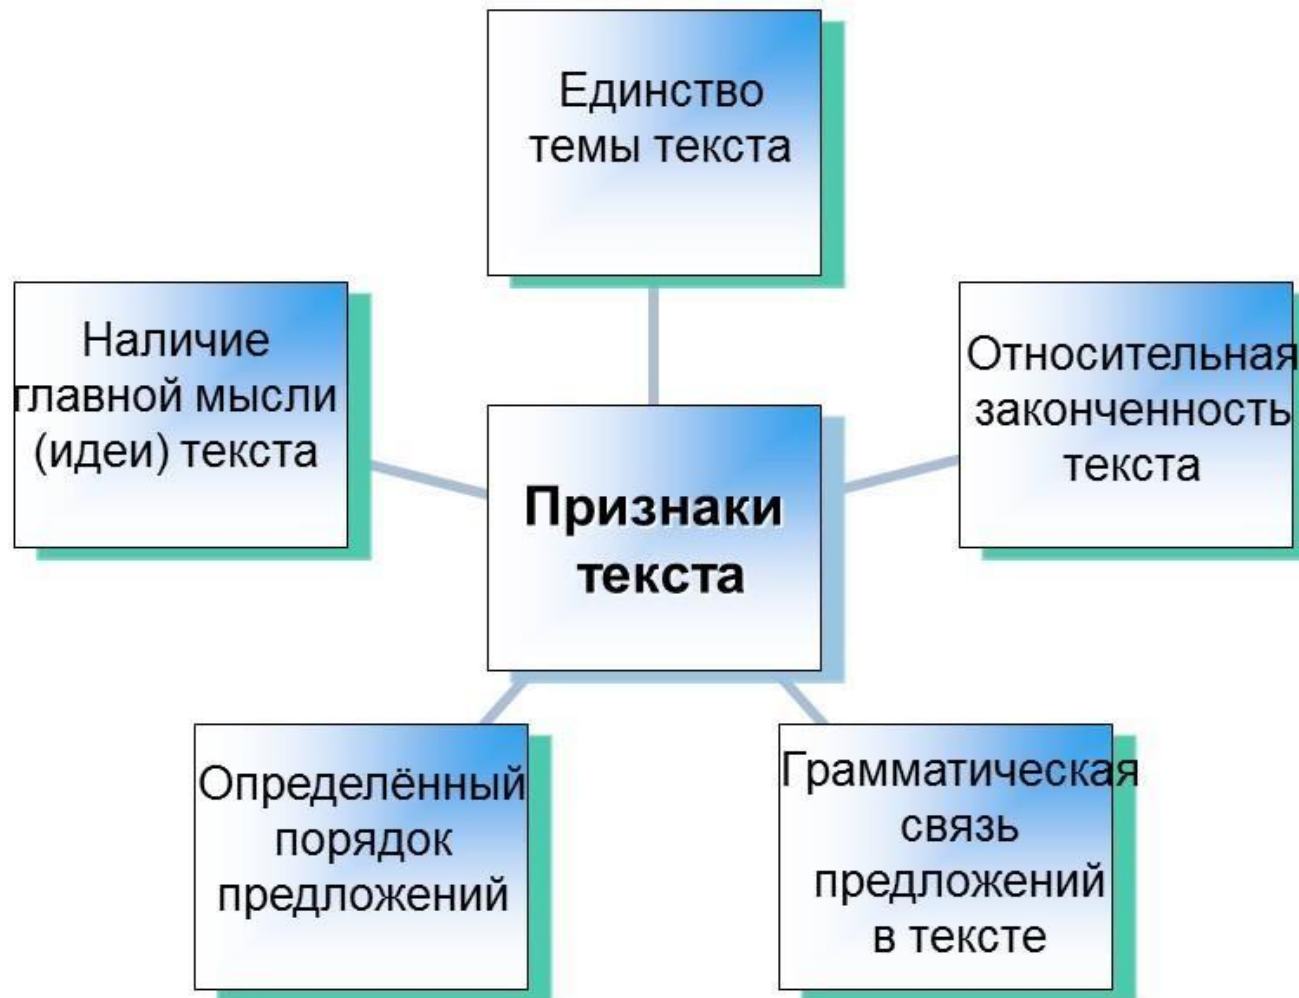 Единство
темы текста
Наличие
главной мысли
(идеи) текста
Относительная
законченность
текста
Признаки
текста
Определённый
порядок
предложений
Грамматическая
связь
предложений
в тексте